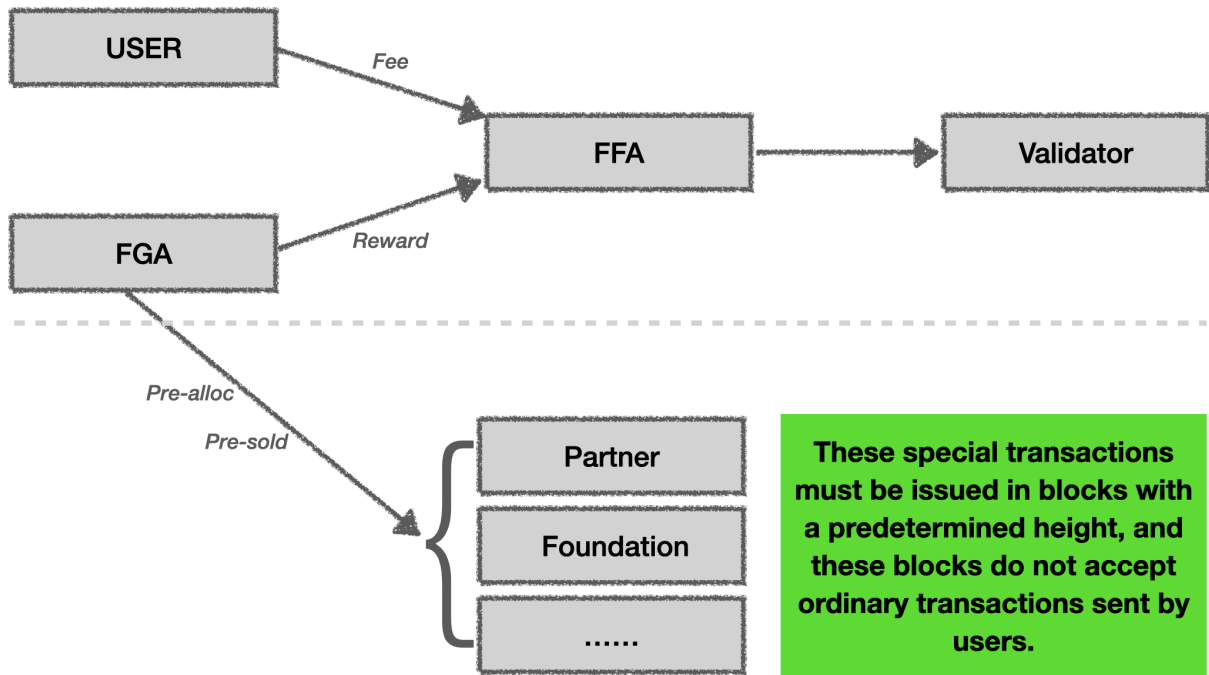 USER
Fee
FFA
Validator
FGA
Reward
Pre-alloc
Pre-sold
Partner
Foundation
......
These special transactions
must be issued in blocks with
a predetermined height, and
these blocks do not accept
ordinary transactions sent by
users.